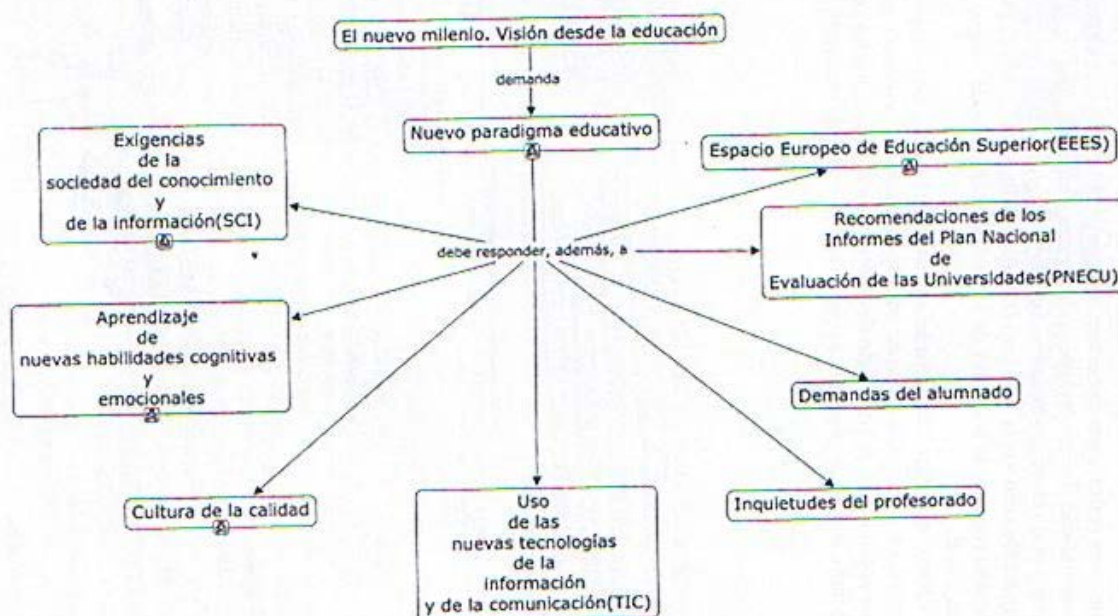 El nuevo milenio. Visión desde la educación
demanda
Nuevo paradigma educativo
Exigencias
de la
sociedad del conocimiento
y
de la información(SCI)
Espacio Europeo de Educación Superior(EEES)
Recomendaciones de los
Informes del Plan Nacional
de
Evaluación de las Universidades(PNECU)
debe responder, además, a
Aprendizaje
de
nuevas habilidades cognitivas
y
emocionales
Demandas del alumnado
Cultura de la calidad
Uso
de las
nuevas tecnologías
de la
información
y de la comunicación(TIC)
Inquietudes del profesorado